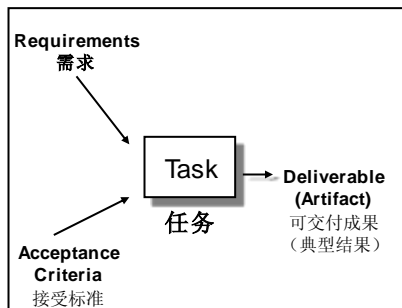 Requirements
需求
Task
任务
Deliverable
(Artifact)
可交付成果
（典型结果）
Acceptance
Criteria
接受标准